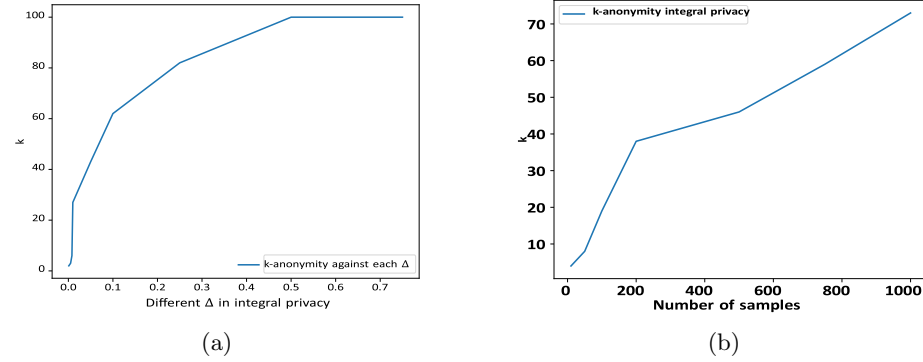 100
80
60
40
20
0
k
k-anonymity against each Δ
0.0 0.1 0.2 0.3 0.4 0.5 0.6 0.7
Different Δ in integral privacy
(a)
k-anonymity integral privacy
70
60
50
40
30
20
10
k
0 200 400 600 800 1000
Number of samples
(b)